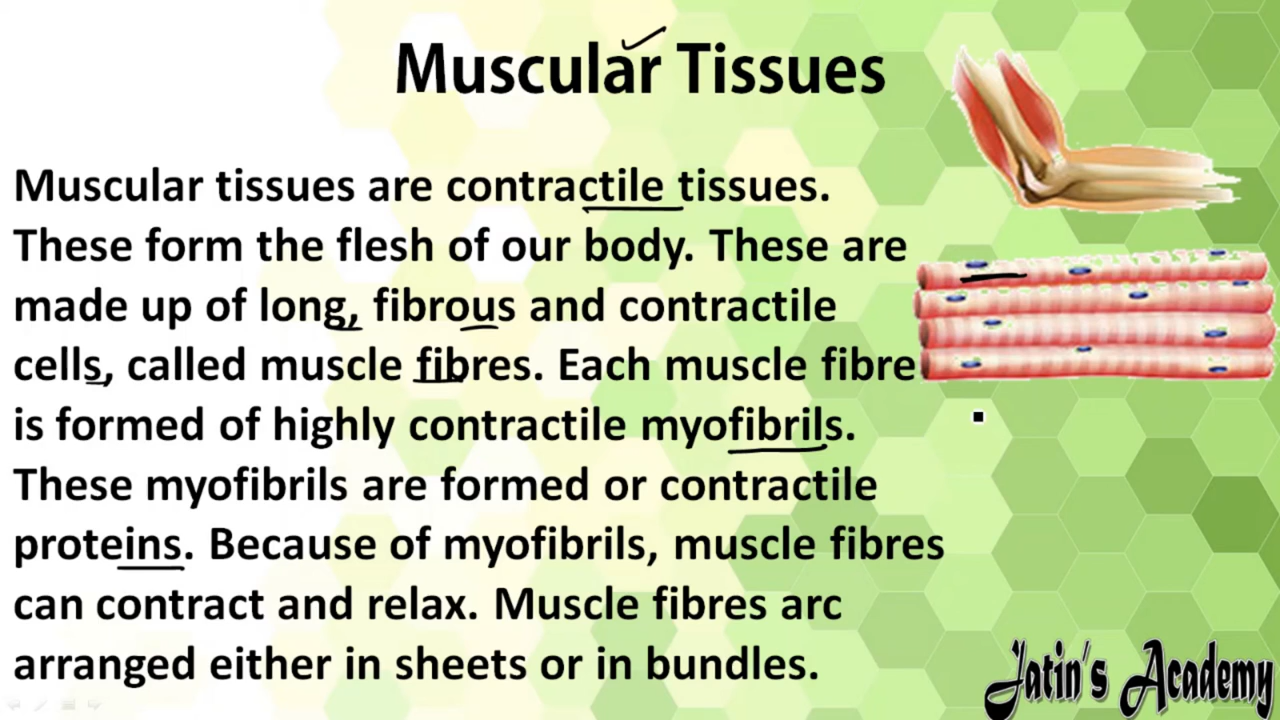 Muscular Tissues
Muscular tissues are contractile tissues.
These form the flesh of our body. These are
made up of long, fibrous and contractile
cells, called muscle fibres. Each muscle fibre
is formed of highly contractile myofibrils.
These myofibrils are formed or contractile
proteins. Because of myofibrils, muscle fibres
can contract and relax. Muscle fibres arc
arranged either in sheets or in bundles.
Jatin's Academy